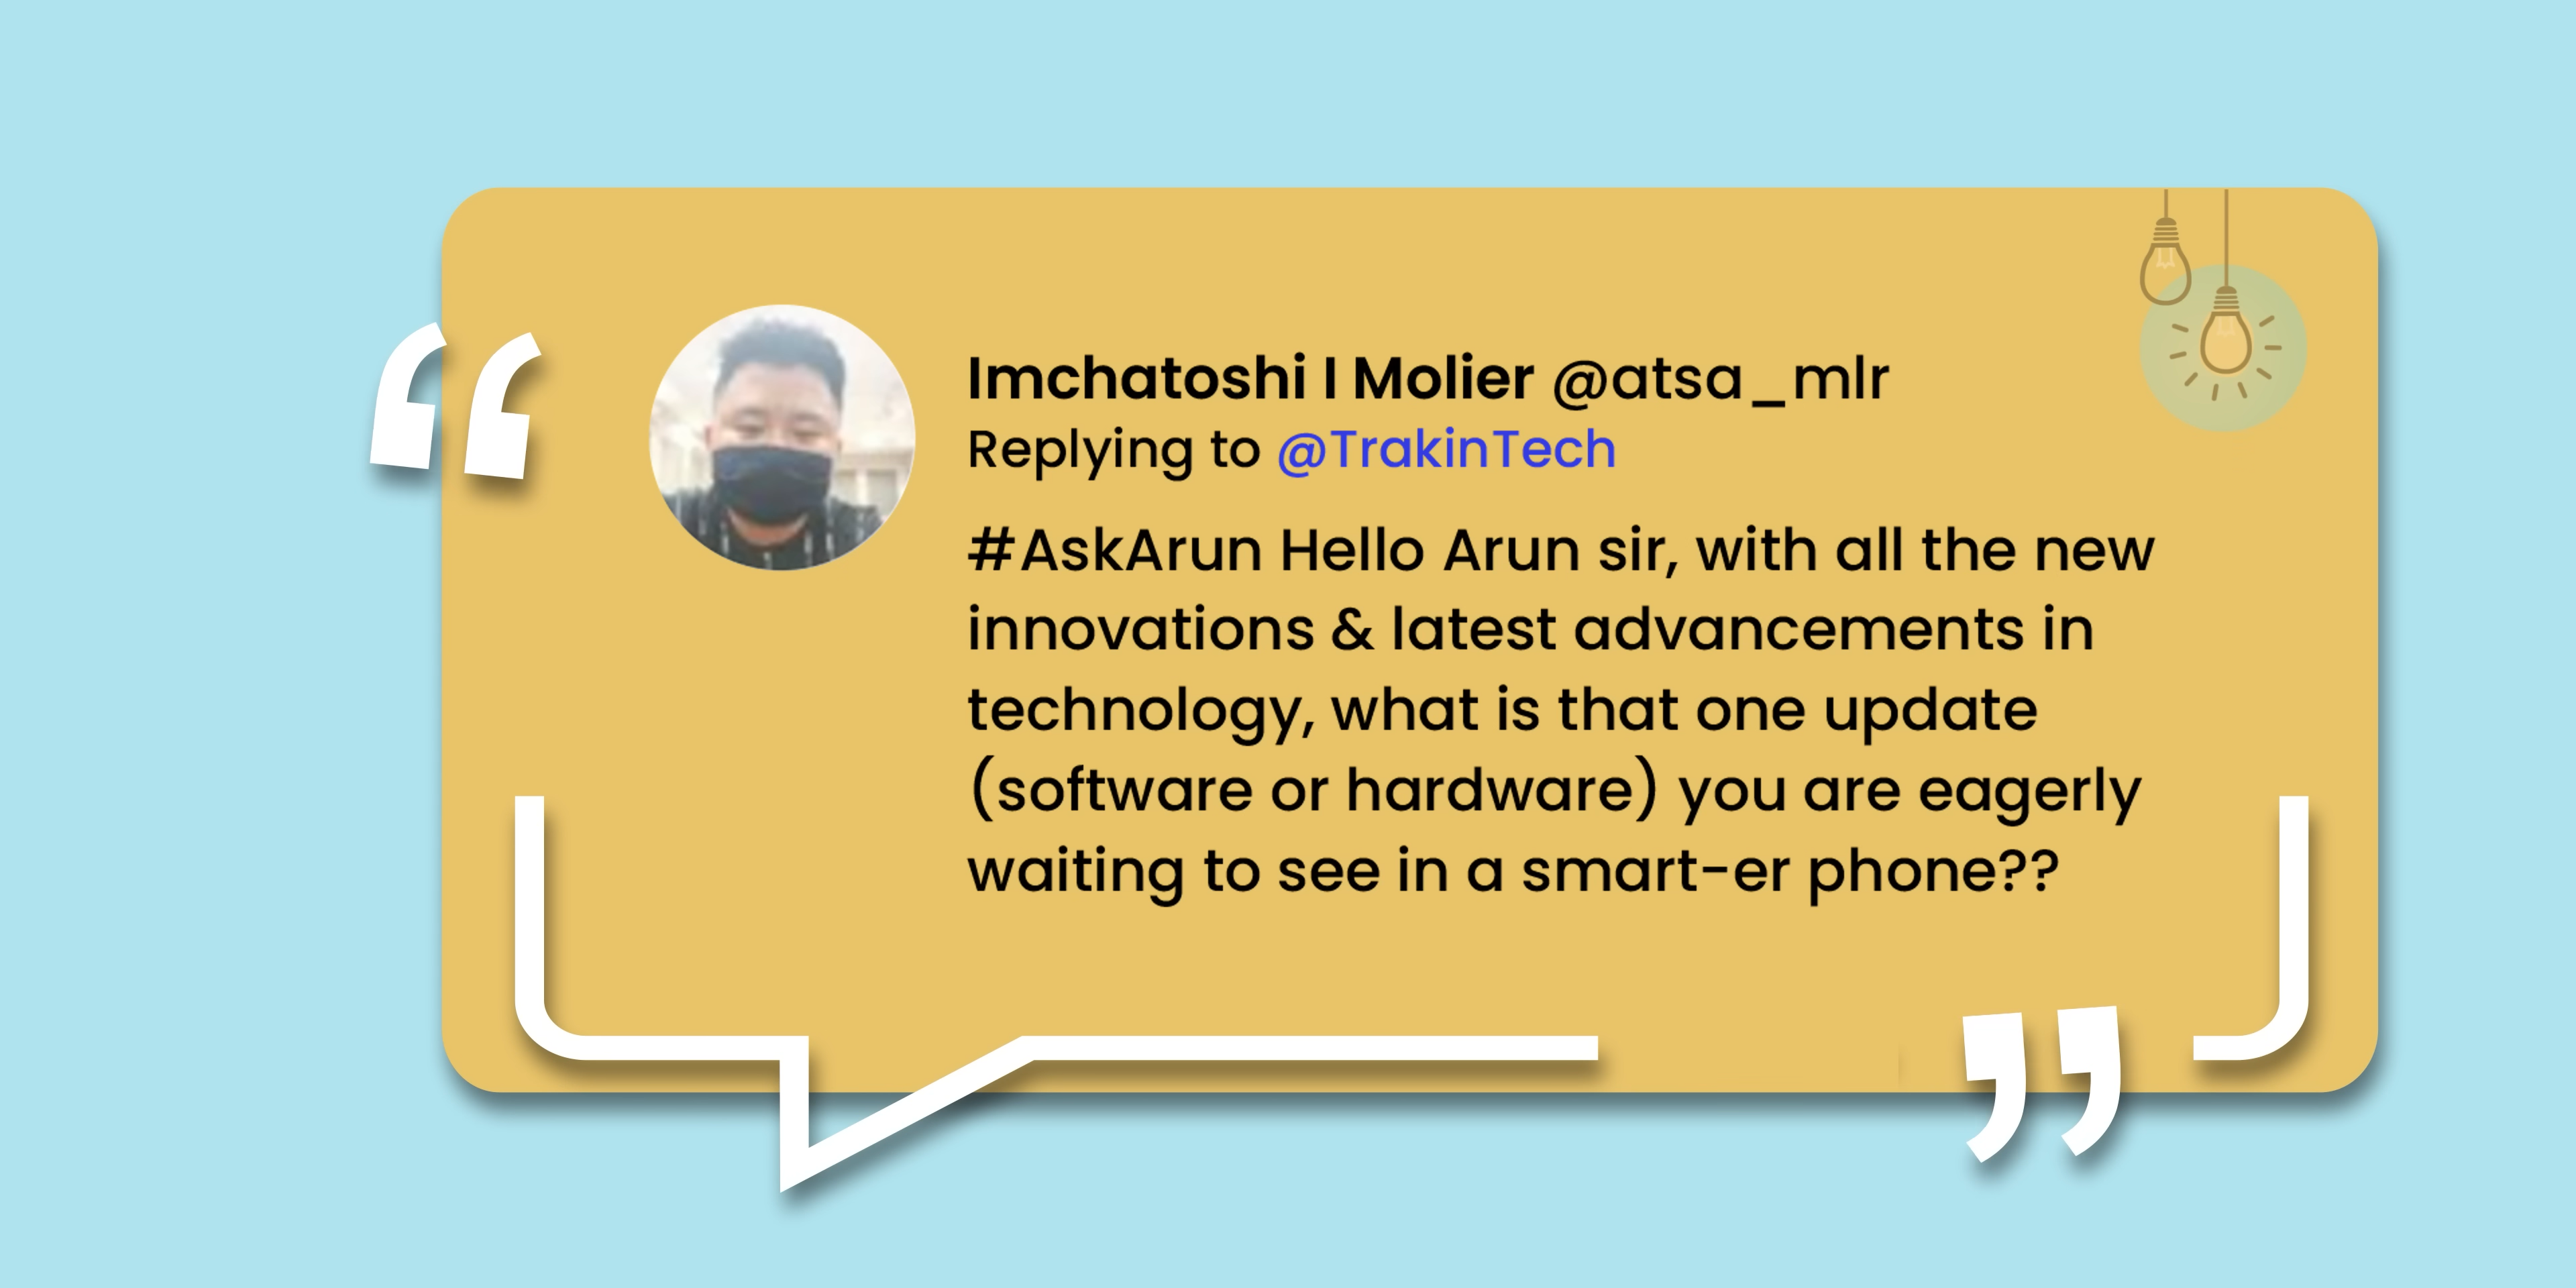 Imchatoshi I Molier @atsa_mlr
Replying to @TrakinTech
#AskArun Hello Arun sir, with all the new
innovations & latest advancements in
technology, what is that one update
(software or hardware) you are eagerly
waiting to see in a smart-er phone??